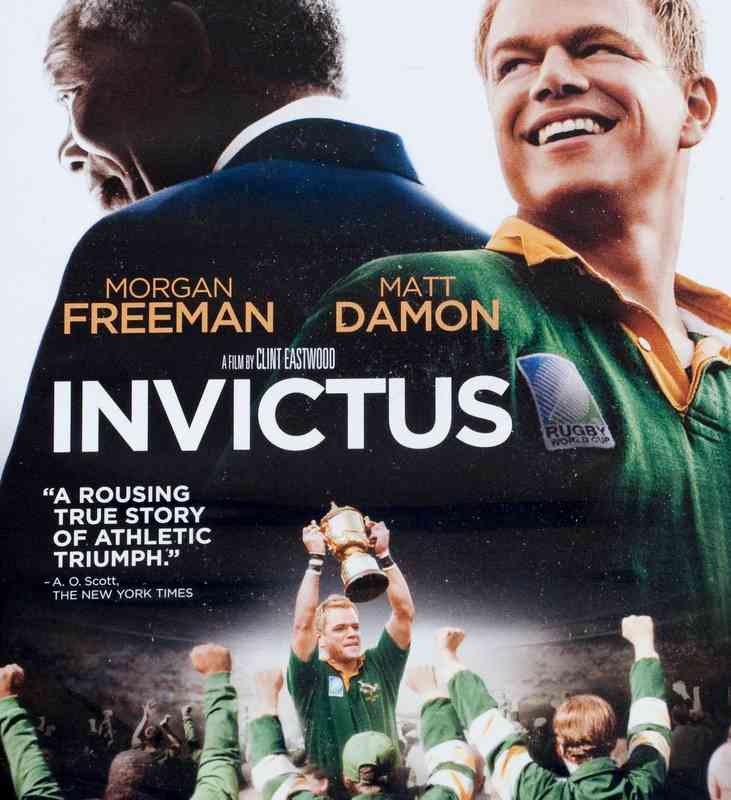 MORGAN
FREEMAN
MATT
DAMON
A FILM BY CLINT EASTWOOD
INVICTUS
RUGBY
WORLD CUP
"A ROUSING
TRUE STORY
OF ATHLETIC
TRIUMPH."
– A. O. Scott,
THE NEW YORK TIMES